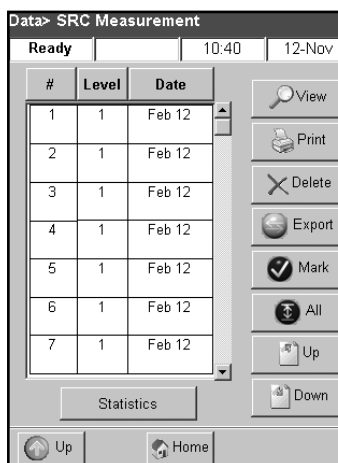 Data> SRC Measurement
Ready 10:40 12-Nov
# Level Date
1 1 Feb 12
2 1 Feb 12
3 1 Feb 12
4 1 Feb 12
5 1 Feb 12
6 1 Feb 12
7 1 Feb 12
View
Print
Delete
Export
Mark
All
Up
Down
Statistics
Up Home